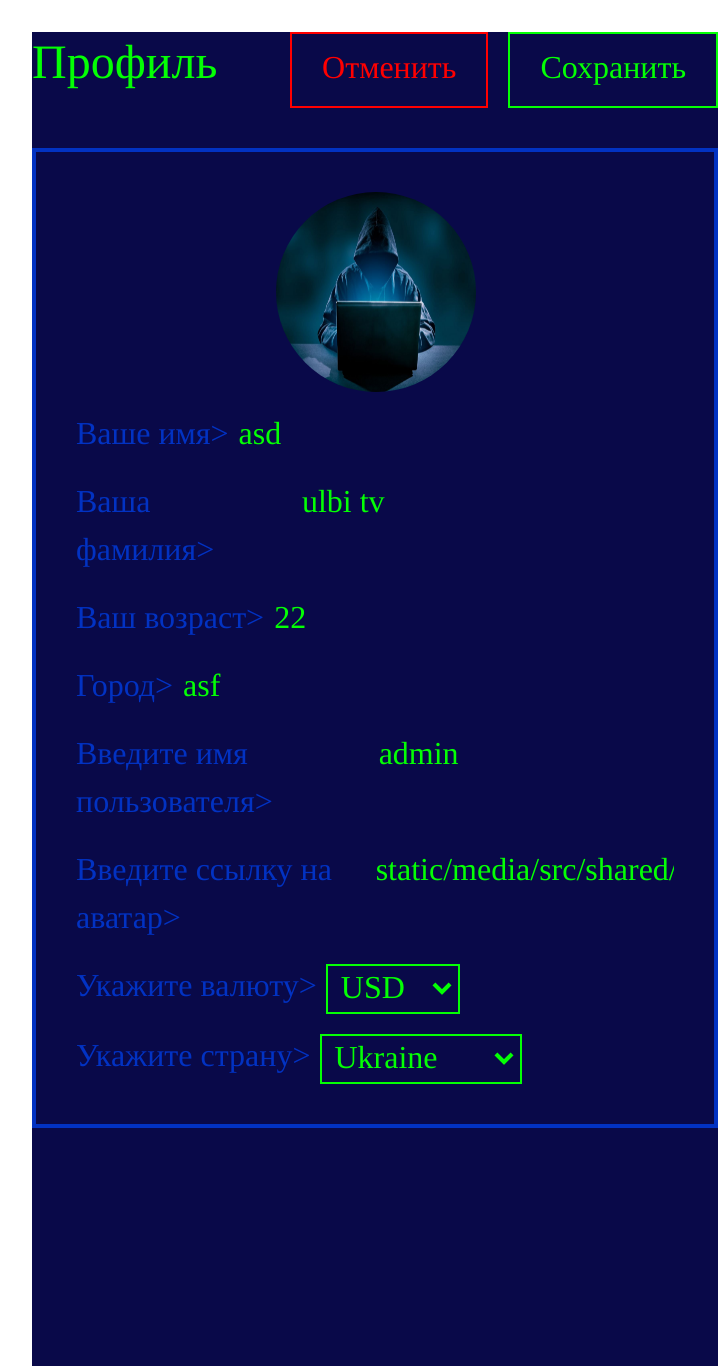 Профиль Отменить Сохранить
Ваше имя> asd
Ваша ulbi tv
фамилия>
Ваш возраст> 22
Город> asf
Введите имя admin
пользователя>
Введите ссылку на static/media/src/shared/
аватар>
Укажите валюту> USD
Укажите страну> Ukraine